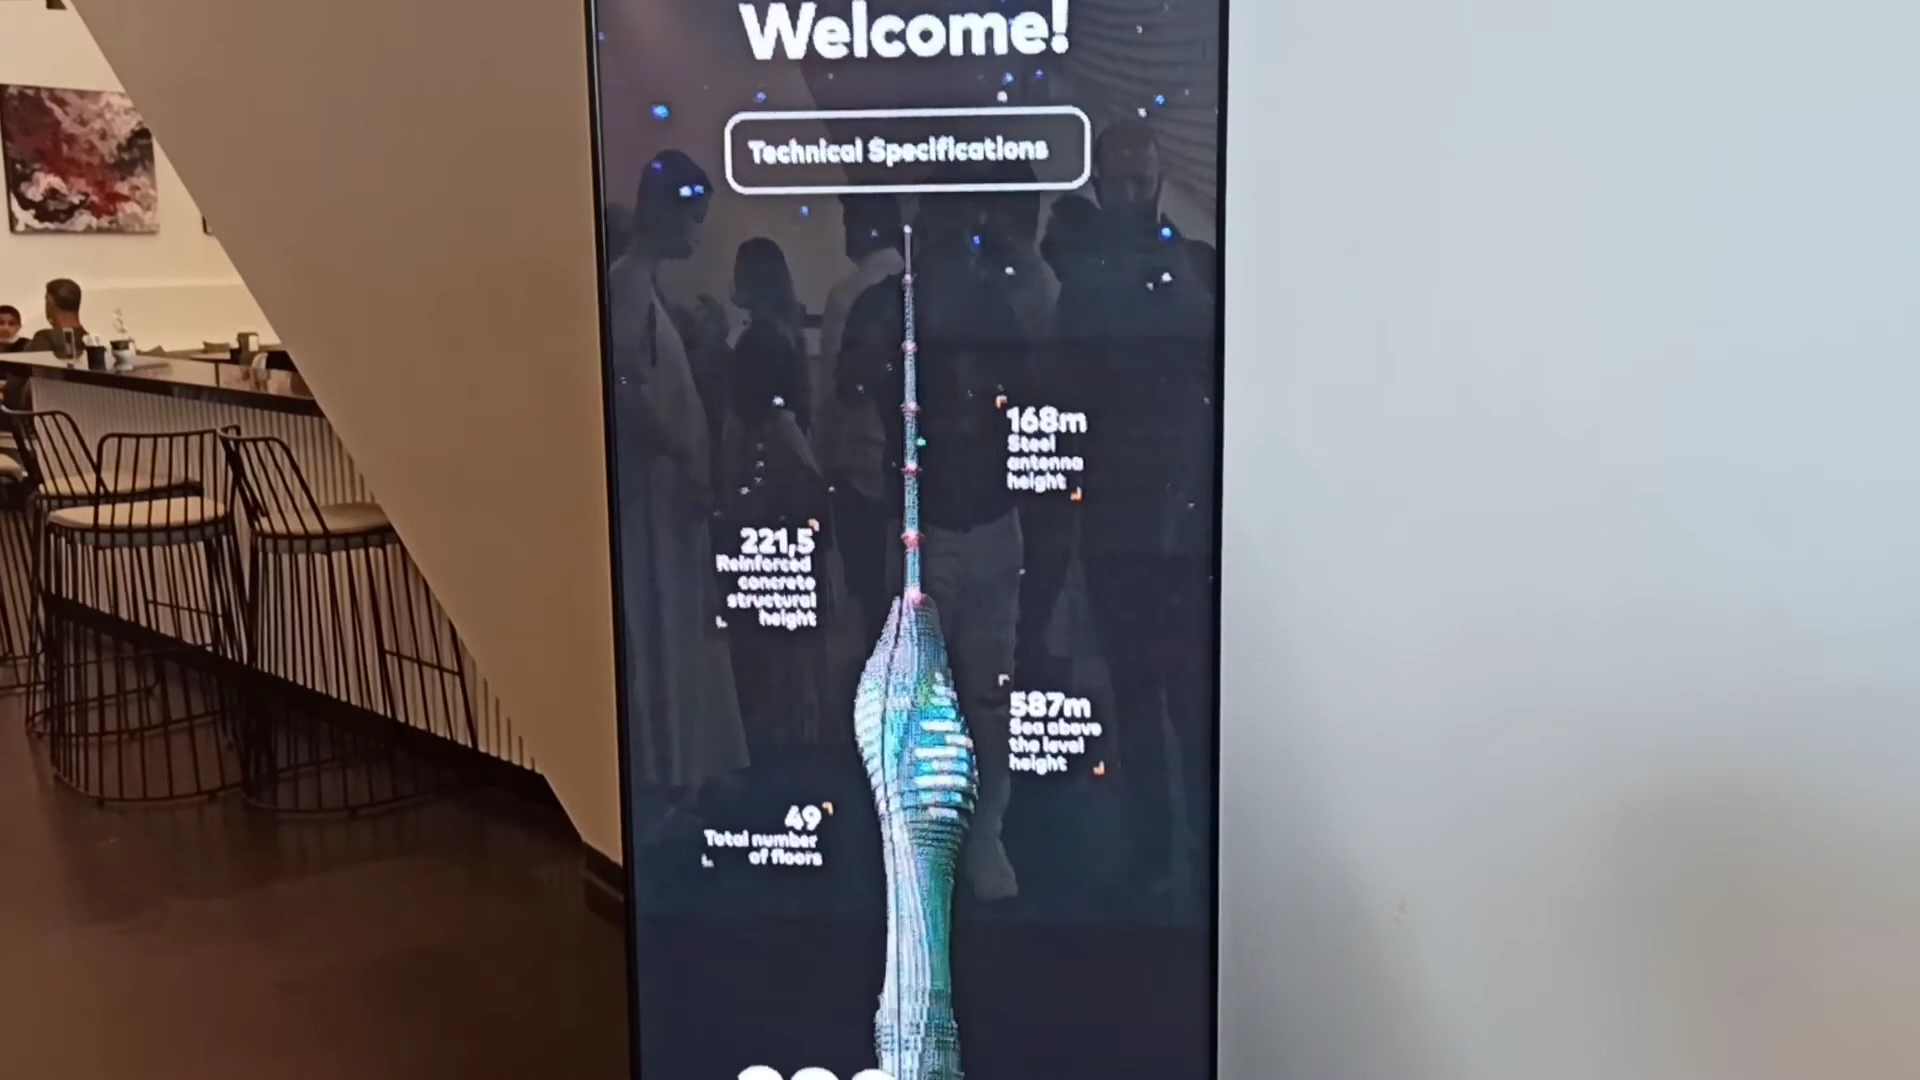 Welcome!
Technical Specifications
168m
Steel
antenna
height
221,5
Reinforced
concrete
structural
height
587m
Sea above
the level
height
49
Total number
of floors